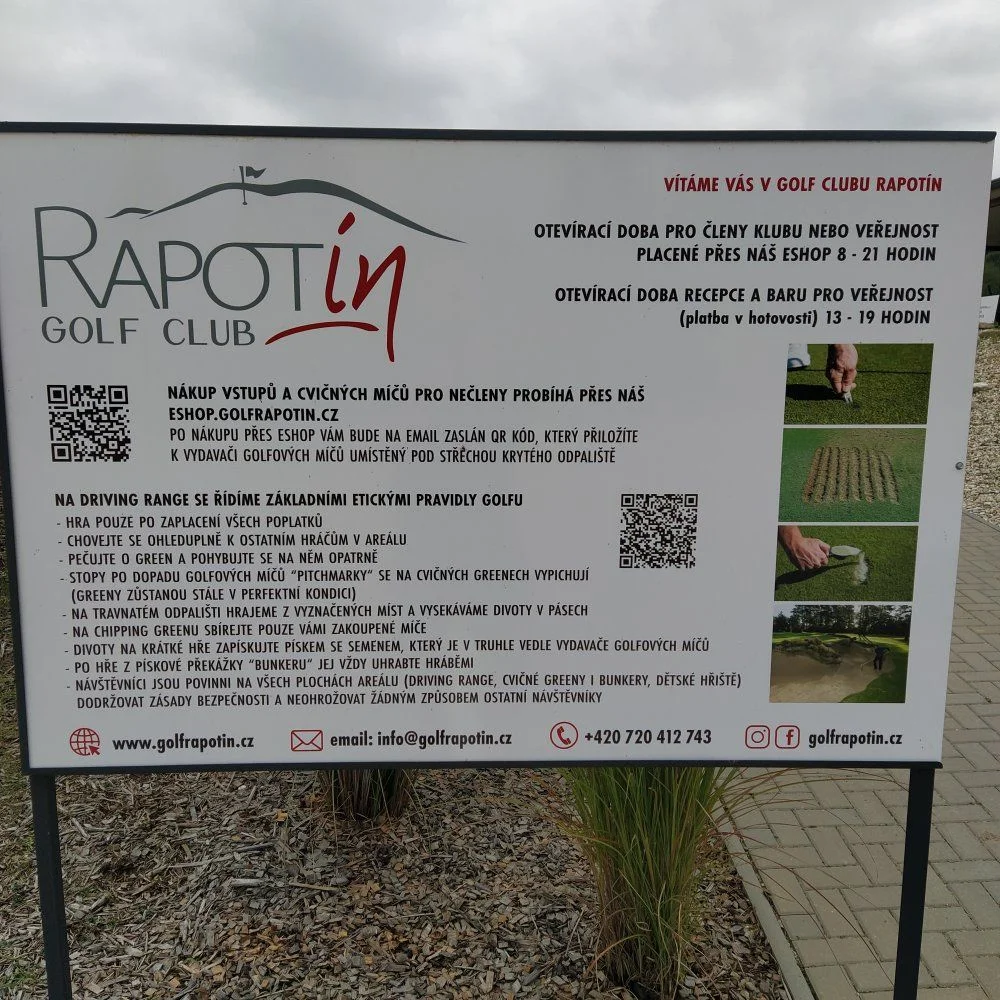 RAPOTín
GOLF CLUB
VÍTÁME VÁS V GOLF CLUBU RAPOTÍN
OTEVÍRACÍ DOBA PRO ČLENY KLUBU NEBO VEŘEJNOST
PLACENÉ PŘES NÁŠ ESHOP 8 - 21 HODIN
OTEVÍRACÍ DOBA RECEPCE A BARU PRO VEŘEJNOST
(platba v hotovosti) 13 - 19 HODIN
NÁKUP VSTUPŮ A CVIČNÝCH MÍČŮ PRO NEČLENY PROBÍHÁ PŘES NÁŠ
ESHOP.GOLFRAPOTIN.CZ
PO NÁKUPU PŘES ESHOP VÁM BUDE NA EMAIL ZASLÁN QR KÓD, KTERÝ PŘILOŽÍTE
K VYDAVAČI GOLFOVÝCH MÍČŮ UMÍSTĚNÝ POD STŘECHOU KRYTÉHO ODPALIŠTĚ
NA DRIVING RANGE SE ŘÍDÍME ZÁKLADNÍMI ETICKÝMI PRAVIDLY GOLFU
- HRA POUZE PO ZAPLACENÍ VŠECH POPLATKŮ
- CHOVEJTE SE OHLEDUPLNĚ K OSTATNÍM HRÁČŮM V AREÁLU
- PEČUJTE O GREEN A POHYBUJTE SE NA NĚM OPATRNĚ
- STOPY PO DOPADU GOLFOVÝCH MÍČŮ "PITCHMARKY" SE NA CVIČNÝCH GREENECH VYPICHUJÍ
(GREENY ZŮSTANOU STÁLE V PERFEKTNÍ KONDICI)
- NA TRAVNATÉM ODPALIŠTI HRAJEME Z VYZNAČENÝCH MÍST A VYSEKÁVÁME DIVOTY V PÁSECH
- NA CHIPPING GREENU SBÍREJTE POUZE VÁMI ZAKOUPENÉ MÍČE
- DIVOTY NA KRÁTKÉ HŘE ZAPÍSKUJTE PÍSKEM SE SEMENEM, KTERÝ JE V TRUHLE VEDLE VYDAVAČE GOLFOVÝCH MÍČŮ
- PO HŘE Z PÍSKOVÉ PŘEKÁŽKY "BUNKERU" JEJ VŽDY UHRABTE HRÁBĚMI
- NÁVŠTĚVNÍCI JSOU POVINNI NA VŠECH PLOCHÁCH AREÁLU (DRIVING RANGE, CVIČNÉ GREENY I BUNKERY, DĚTSKÉ HŘIŠTĚ)
DODRŽOVAT ZÁSADY BEZPEČNOSTI A NEOHROŽOVAT ŽÁDNÝM ZPŮSOBEM OSTATNÍ NÁVŠTĚVNÍKY
www.golfrapotin.cz email: info@golfrapotin.cz +420 720 412 743 golfrapotin.cz